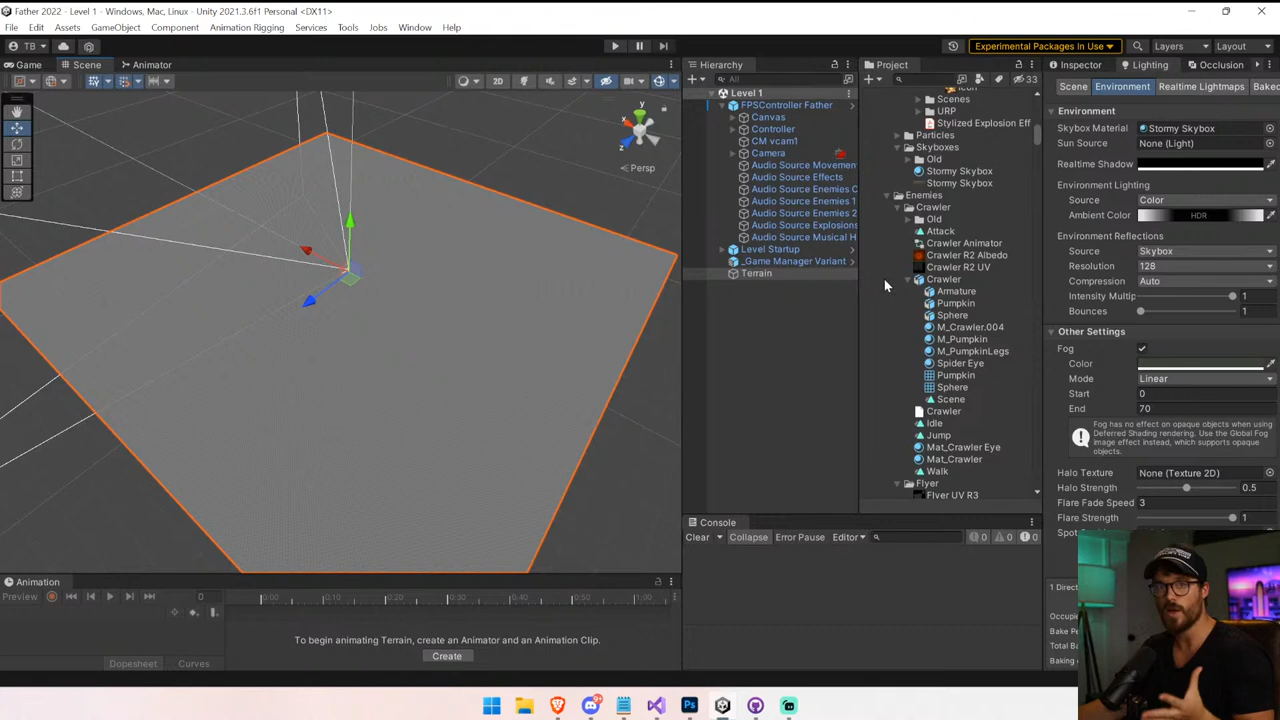 Father 2022 - Level 1 - Windows, Mac, Linux - Unity 2021.3.6f1 Personal <DX11>
File Edit Assets GameObject Component Animation Rigging Services Tools Jobs Window Help
TB Experimental Packages In Use Layers Layout
Game Scene Animator
2D
y
x
z
Persp
Hierarchy
All
Level 1
FPSController Father
Canvas
Controller
CM vcam1
Camera
Audio Source Movemen
Audio Source Effects
Audio Source Enemies C
Audio Source Enemies 1
Audio Source Enemies 2
Audio Source Explosions
Audio Source Musical H
Level Startup
_Game Manager Variant
Terrain
Project
33
Scenes
URP
Stylized Explosion Eff
Particles
Skyboxes
Old
Stormy Skybox
Stormy Skybox
Enemies
Crawler
Old
Attack
Crawler Animator
Crawler R2 Albedo
Crawler R2 UV
Crawler
Armature
Pumpkin
Sphere
M_Crawler.004
M_Pumpkin
M_PumpkinLegs
Spider Eye
Pumpkin
Sphere
Scene
Crawler
Idle
Jump
Mat_Crawler Eye
Mat_Crawler
Walk
Flyer
Flyer UV R3
Inspector Lighting Occlusion
Scene Environment Realtime Lightmaps Baked
Environment
Skybox Material Stormy Skybox
Sun Source None (Light)
Realtime Shadow
Environment Lighting
Source Color
Ambient Color HDR
Environment Reflections
Source Skybox
Resolution 128
Compression Auto
Intensity Multip 1
Bounces 1
Other Settings
Fog
Color
Mode Linear
Start 0
End 70
Fog has no effect on opaque objects when using
Deferred Shading rendering. Use the Global Fog
image effect instead, which supports opaque
objects.
Halo Texture None (Texture 2D)
Halo Strength 0.5
Flare Fade Speed 3
Flare Strength 1
Spot
1 Direct
Occupie
Bake Pe
Total Ba
Baking
Console
Clear Collapse Error Pause Editor 0 0 0
Animation
Preview 0 0:00 0:10 0:20 0:30 0:40 0:50 1:00
To begin animating Terrain, create an Animator and an Animation Clip.
Create
Dopesheet Curves
Ps